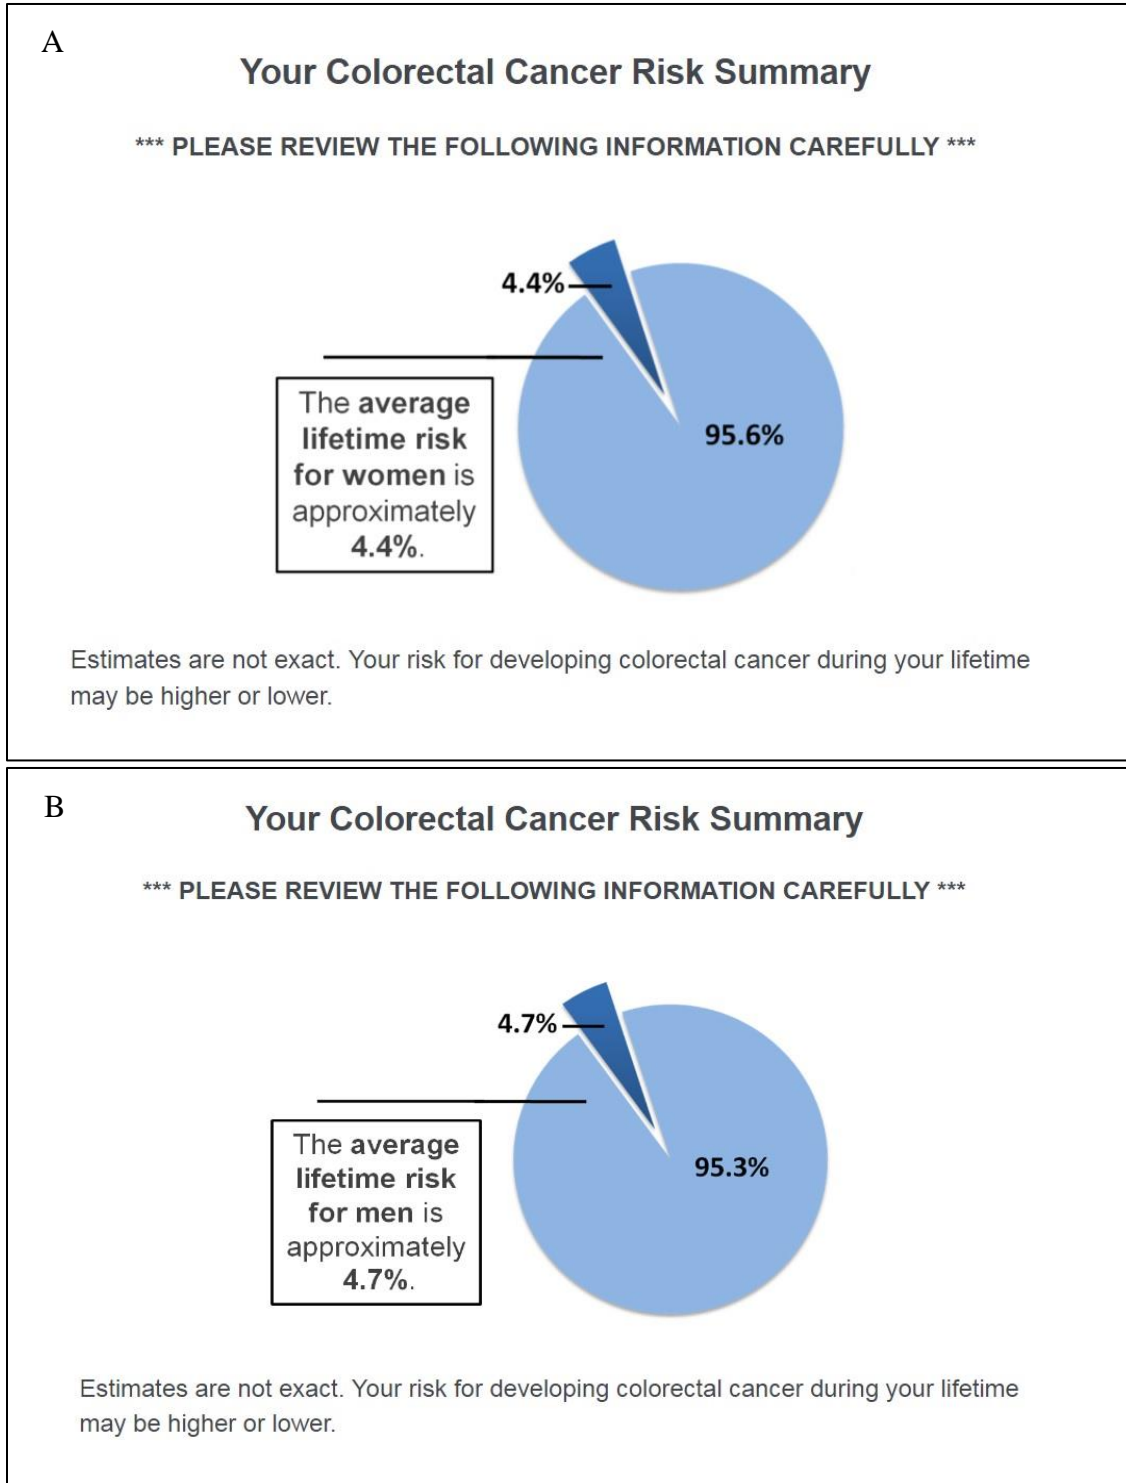 A
Your Colorectal Cancer Risk Summary
*** PLEASE REVIEW THE FOLLOWING INFORMATION CAREFULLY ***
4.4%
The average
lifetime risk
for women is
approximately
4.4%.
95.6%
Estimates are not exact. Your risk for developing colorectal cancer during your lifetime
may be higher or lower.
B
Your Colorectal Cancer Risk Summary
*** PLEASE REVIEW THE FOLLOWING INFORMATION CAREFULLY ***
4.7%
The average
lifetime risk
for men is
approximately
4.7%.
95.3%
Estimates are not exact. Your risk for developing colorectal cancer during your lifetime
may be higher or lower.